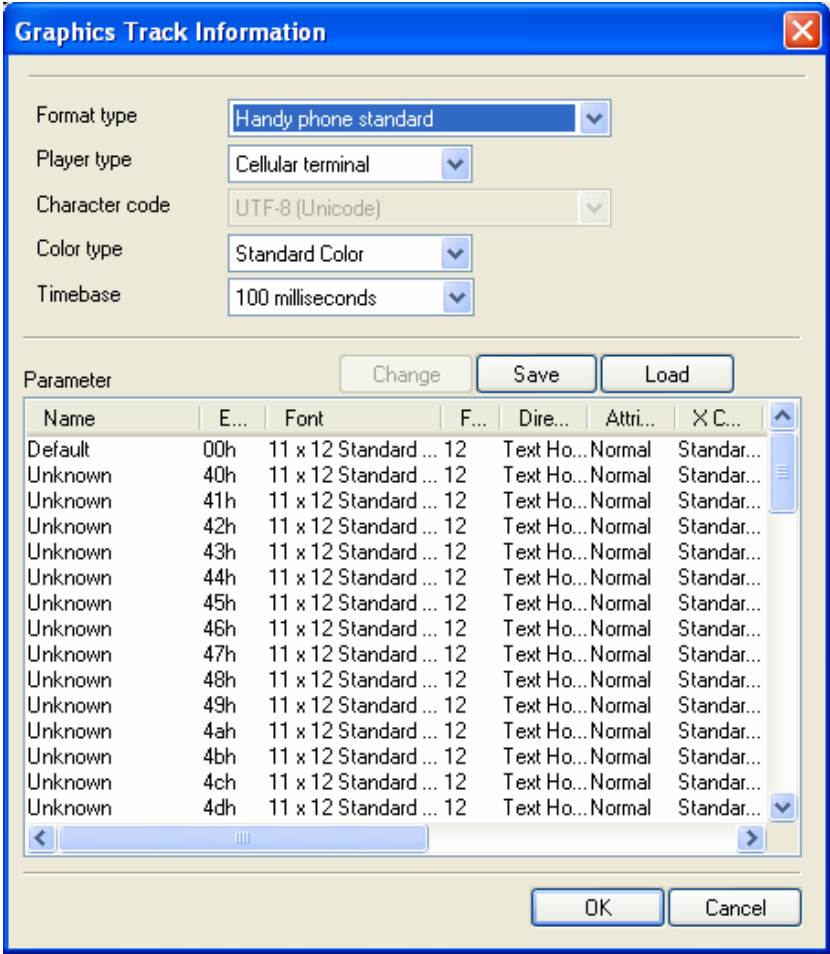 Graphics Track Information
Format type Handy phone standard
Player type Cellular terminal
Character code UTF-8 (Unicode)
Color type Standard Color
Timebase 100 milliseconds
Parameter Change Save Load
Name E... Font F... Dire... Attri... X C...
Default 00h 11 x 12 Standard ... 12 Text Ho... Normal Standar...
Unknown 40h 11 x 12 Standard ... 12 Text Ho... Normal Standar...
Unknown 41h 11 x 12 Standard ... 12 Text Ho... Normal Standar...
Unknown 42h 11 x 12 Standard ... 12 Text Ho... Normal Standar...
Unknown 43h 11 x 12 Standard ... 12 Text Ho... Normal Standar...
Unknown 44h 11 x 12 Standard ... 12 Text Ho... Normal Standar...
Unknown 45h 11 x 12 Standard ... 12 Text Ho... Normal Standar...
Unknown 46h 11 x 12 Standard ... 12 Text Ho... Normal Standar...
Unknown 47h 11 x 12 Standard ... 12 Text Ho... Normal Standar...
Unknown 48h 11 x 12 Standard ... 12 Text Ho... Normal Standar...
Unknown 49h 11 x 12 Standard ... 12 Text Ho... Normal Standar...
Unknown 4ah 11 x 12 Standard ... 12 Text Ho... Normal Standar...
Unknown 4bh 11 x 12 Standard ... 12 Text Ho... Normal Standar...
Unknown 4ch 11 x 12 Standard ... 12 Text Ho... Normal Standar...
Unknown 4dh 11 x 12 Standard ... 12 Text Ho... Normal Standar...
OK Cancel